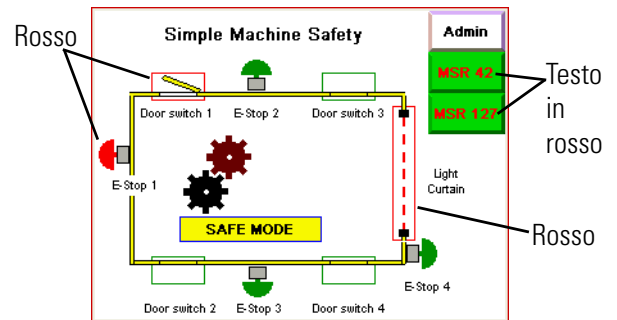 Rosso
Simple Machine Safety
Admin
MSR 42
MSR 127
Testo
in
rosso
Door switch 1
E-Stop 2
Door switch 3
E-Stop 1
Light
Curtain
SAFE MODE
Rosso
E-Stop 4
Door switch 2
E-Stop 3
Door switch 4